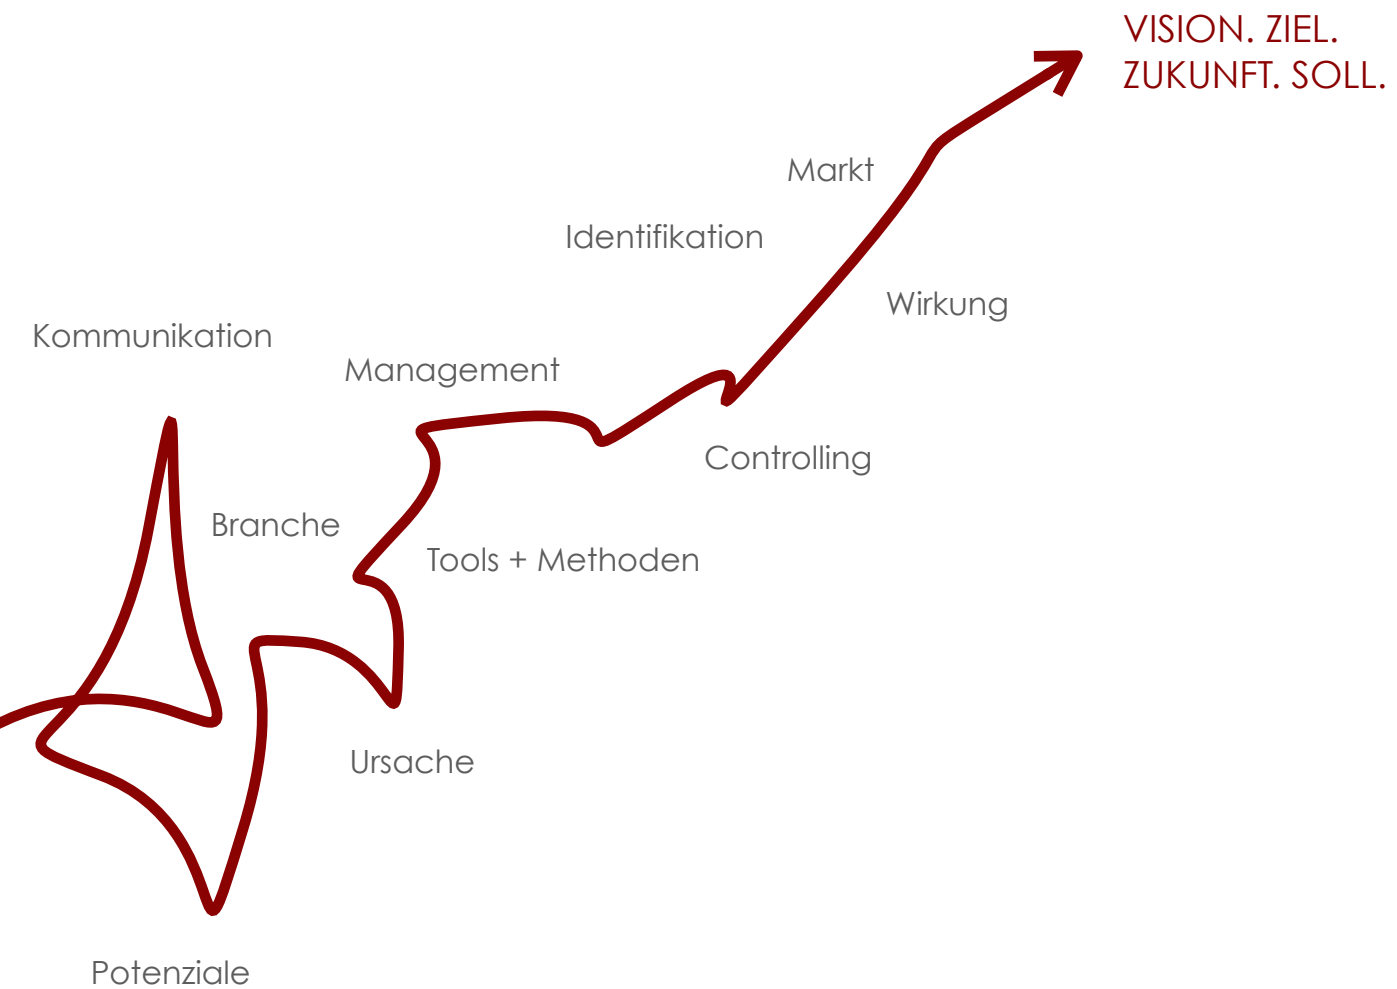 VISION. ZIEL.
ZUKUNFT. SOLL.
Markt
Identifikation
Wirkung
Kommunikation
Management
Controlling
Branche
Tools + Methoden
Ursache
Potenziale